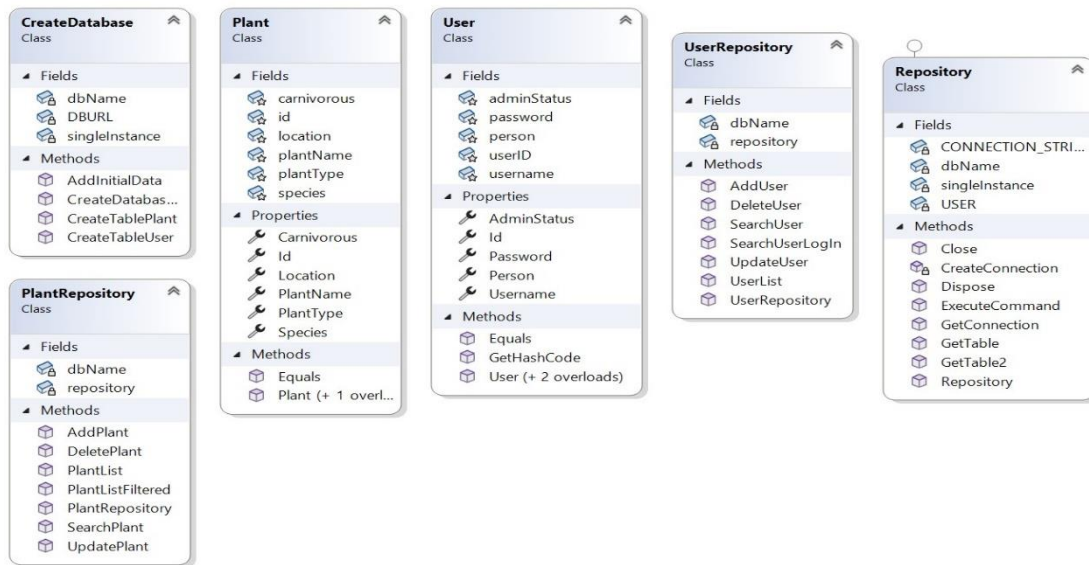 CreateDatabase
Class
Fields
dbName
DBURL
singleInstance
Methods
AddInitialData
CreateDatabas...
CreateTablePlant
CreateTableUser
PlantRepository
Class
Fields
dbName
repository
Methods
AddPlant
DeletePlant
PlantList
PlantListFiltered
PlantRepository
SearchPlant
UpdatePlant
Plant
Class
Fields
carnivorous
id
location
plantName
plantType
species
Properties
Carnivorous
Id
Location
PlantName
PlantType
Species
Methods
Equals
Plant (+ 1 overl...
User
Class
Fields
adminStatus
password
person
userID
username
Properties
AdminStatus
Id
Password
Person
Username
Methods
Equals
GetHashCode
User (+ 2 overloads)
UserRepository
Class
Fields
dbName
repository
Methods
AddUser
DeleteUser
SearchUser
SearchUserLogIn
UpdateUser
UserList
UserRepository
Repository
Class
Fields
CONNECTION_STRI...
dbName
singleInstance
USER
Methods
Close
CreateConnection
Dispose
ExecuteCommand
GetConnection
GetTable
GetTable2
Repository